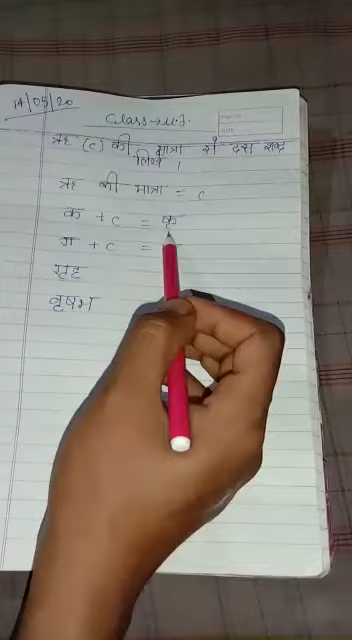 14/05/20
Class → U.J.
ऋ (ृ) की मात्रा से दस शब्द
लिखें ।
ऋ की मात्रा = ृ
क + ृ = कृ
ग + ृ =
गृह
वृषभ